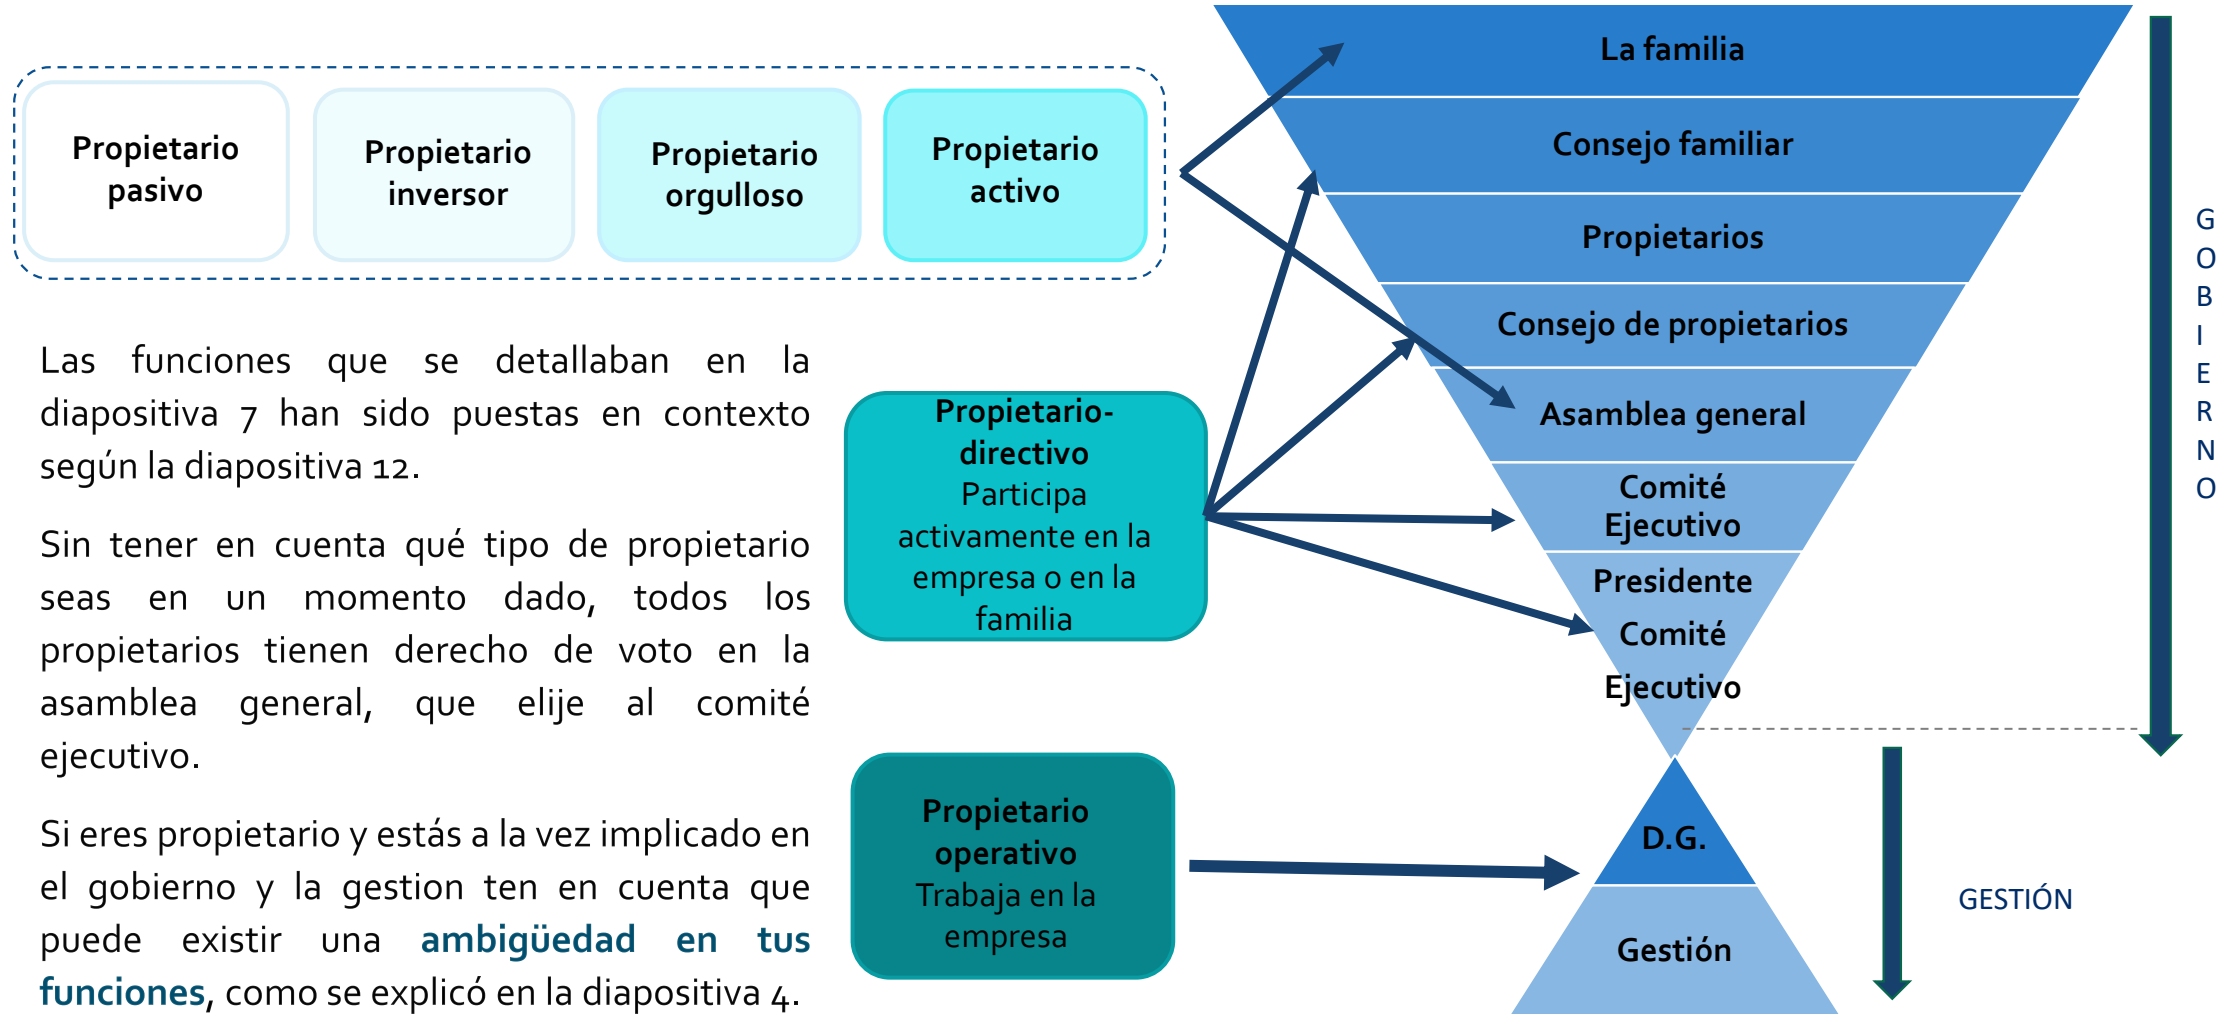 Propietario
pasivo
Propietario
inversor
Propietario
orgulloso
Propietario
activo
Las funciones que se detallaban en la
diapositiva 7 han sido puestas en contexto
según la diapositiva 12.
Sin tener en cuenta qué tipo de propietario
seas en un momento dado, todos los
propietarios tienen derecho de voto en la
asamblea general, que elije al comité
ejecutivo.
Si eres propietario y estás a la vez implicado en
el gobierno y la gestion ten en cuenta que
puede existir una ambigüedad en tus
funciones, como se explicó en la diapositiva 4.
Propietario-
directivo
Participa
activamente en la
empresa o en la
familia
Propietario
operativo
Trabaja en la
empresa
La familia
Consejo familiar
Propietarios
Consejo de propietarios
Asamblea general
Comité
Ejecutivo
Presidente
Comité
Ejecutivo
D.G.
Gestión
G
O
B
I
E
R
N
O
GESTIÓN